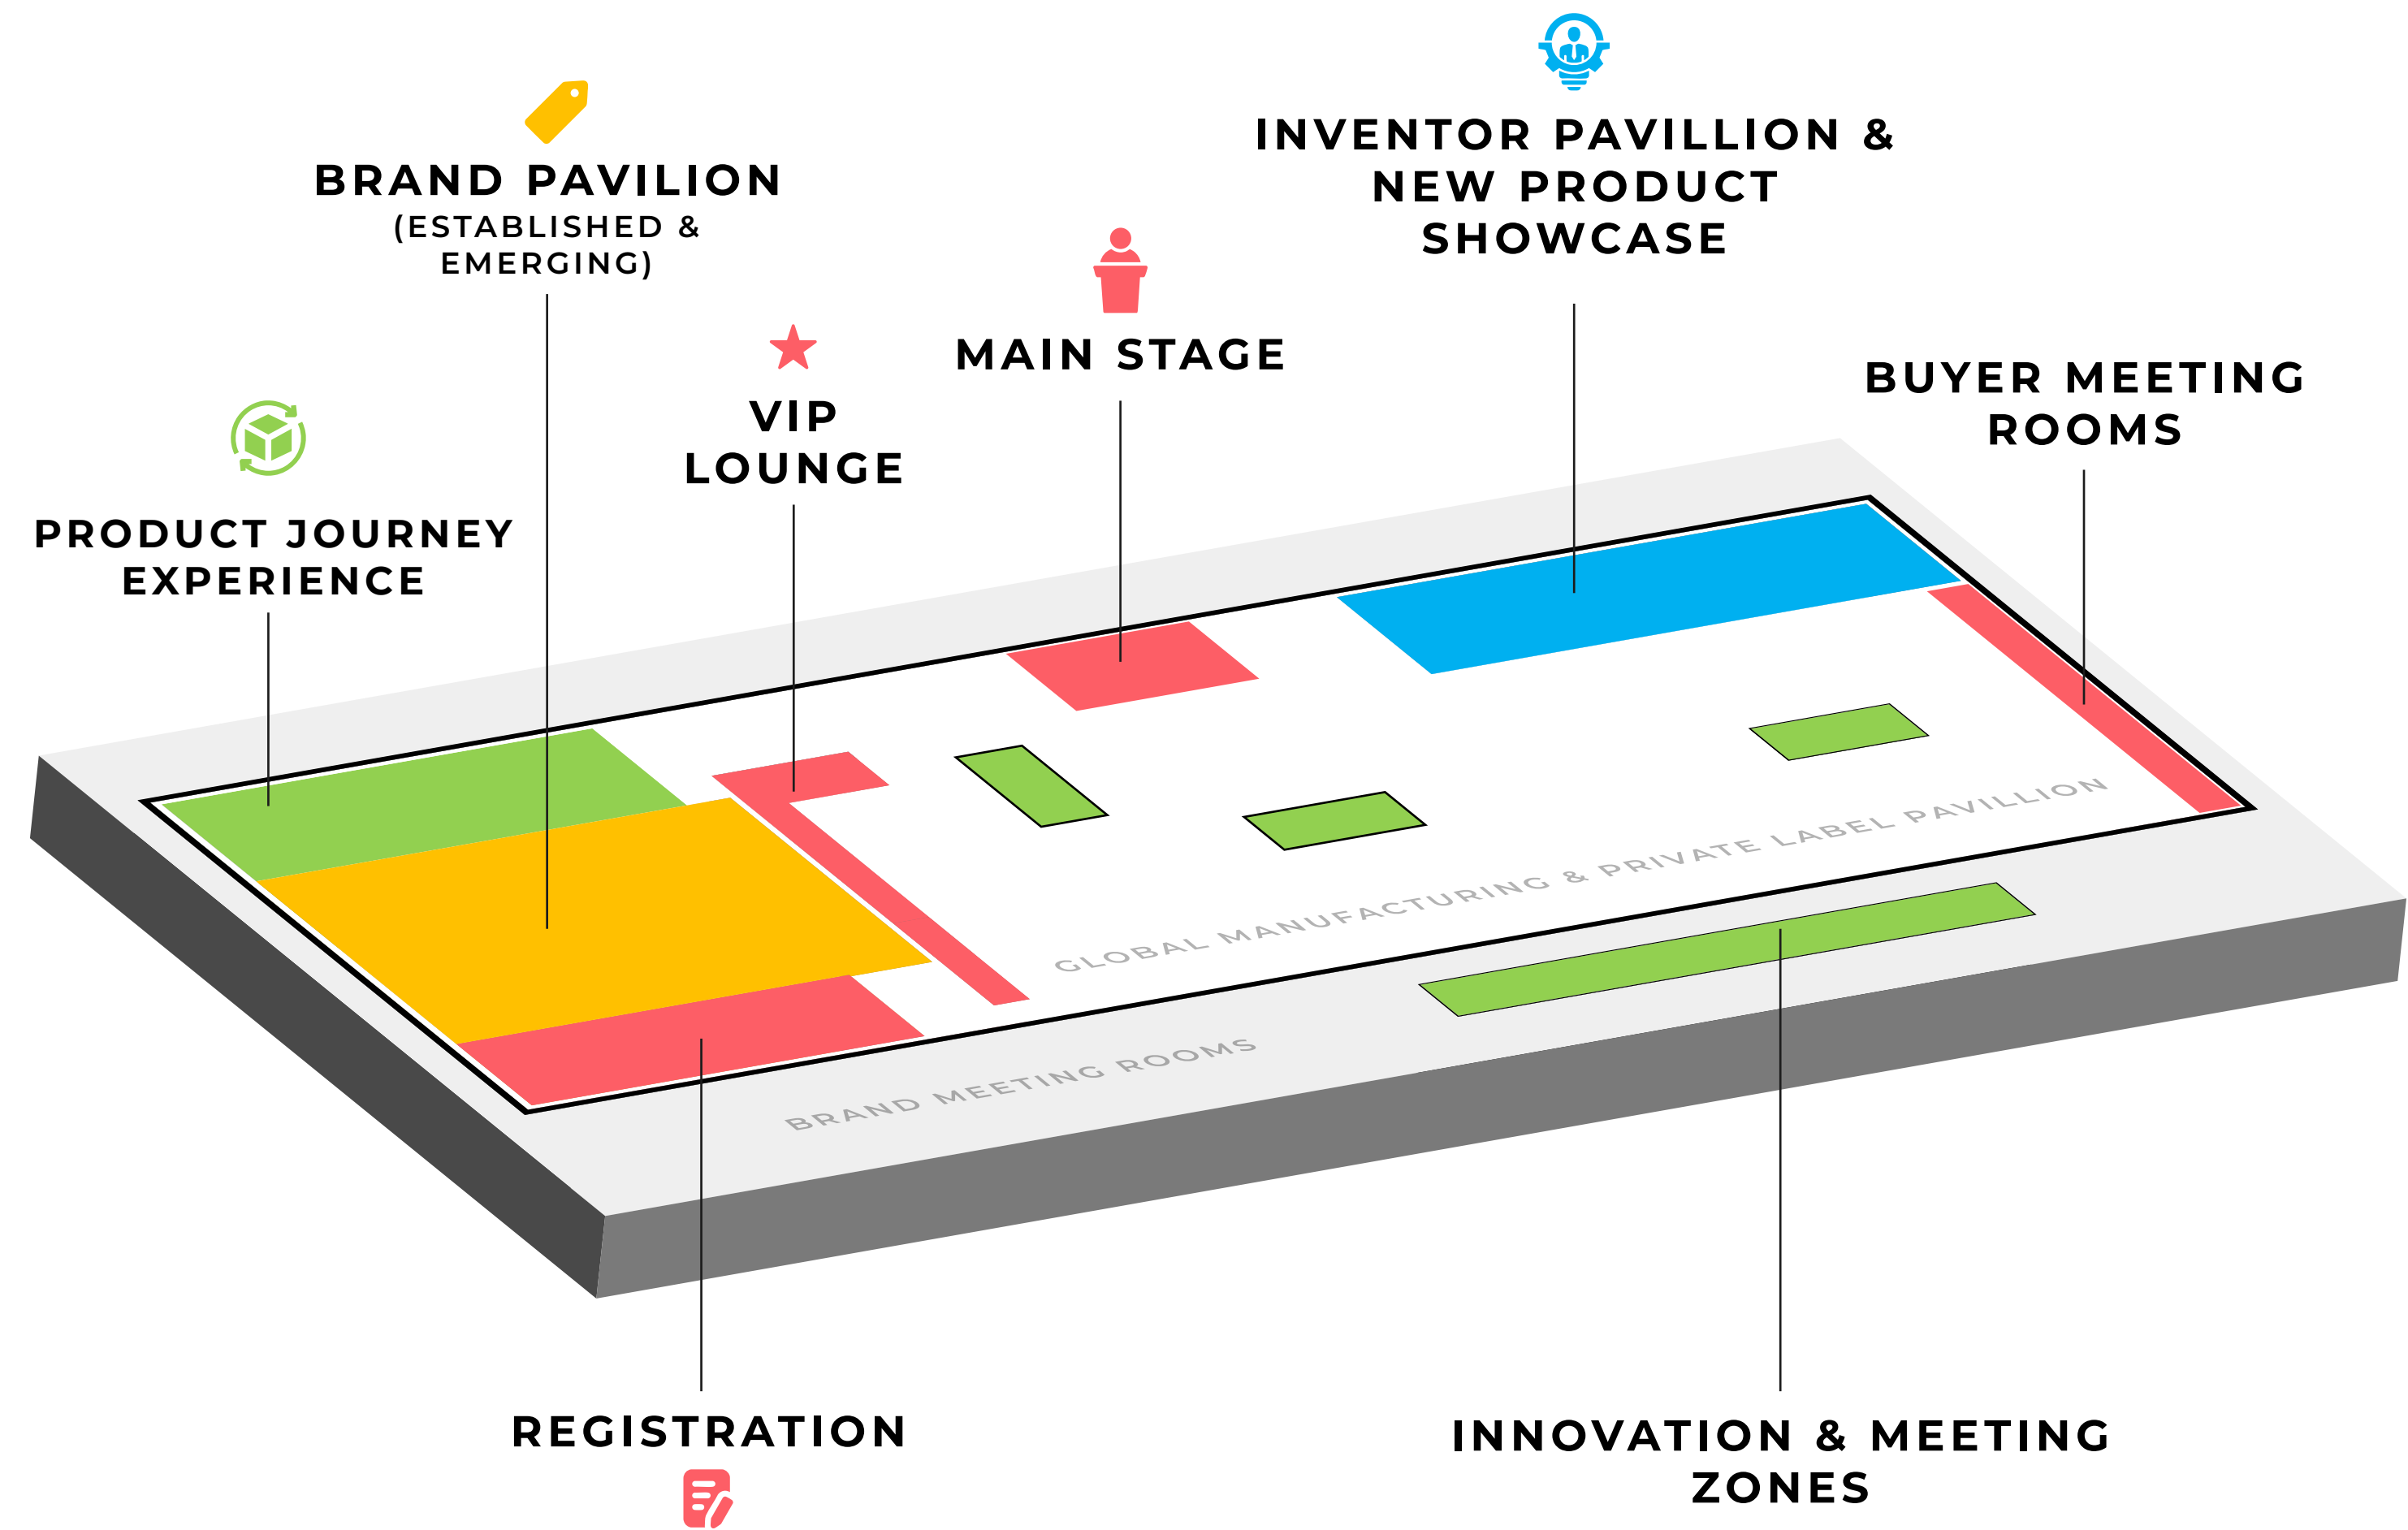 INVENTOR PAVILLION &
NEW PRODUCT
SHOWCASE
BRAND PAVILION
(ESTABLISHED &
EMERGING)
MAIN STAGE
BUYER MEETING
ROOMS
VIP
LOUNGE
PRODUCT JOURNEY
EXPERIENCE
GLOBAL MANUFACTURING & PRIVATE LABEL PAVILLION
BRAND MEETING ROOMS
REGISTRATION
INNOVATION & MEETING
ZONES